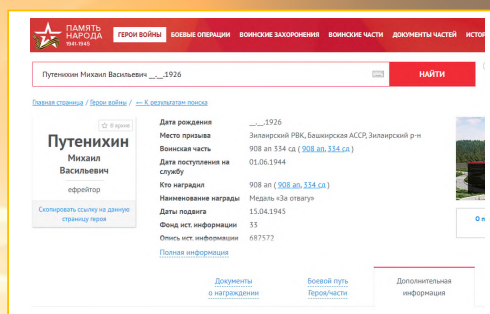 ПАМЯТЬ
НАРОДА
1941-1945
ГЕРОИ ВОЙНЫ БОЕВЫЕ ОПЕРАЦИИ ВОИНСКИЕ ЗАХОРОНЕНИЯ ВОИНСКИЕ ЧАСТИ ДОКУМЕНТЫ ЧАСТЕЙ ИСТОР
Путенихин Михаил Васильевич __.__.1926 НАЙТИ
Главная страница / Герои войны / ← К результатам поиска
В архив
Путенихин
Михаил
Васильевич
ефрейтор
Скопировать ссылку на данную
страницу героя
Дата рождения __.__.1926
Место призыва Зилаирский РВК, Башкирская АССР, Зилаирский р-н
Воинская часть 908 ап 334 сд ( 908 ап, 334 сд )
Дата поступления на
службу 01.06.1944
Кто наградил 908 ап ( 908 ап, 334 сд )
Наименование награды Медаль «За отвагу»
Даты подвига 15.04.1945
Фонд ист. информации 33
Опись ист. информации 687572
Полная информация
О п
Документы
о награждении
Боевой путь
Героя/части
Дополнительная
информация